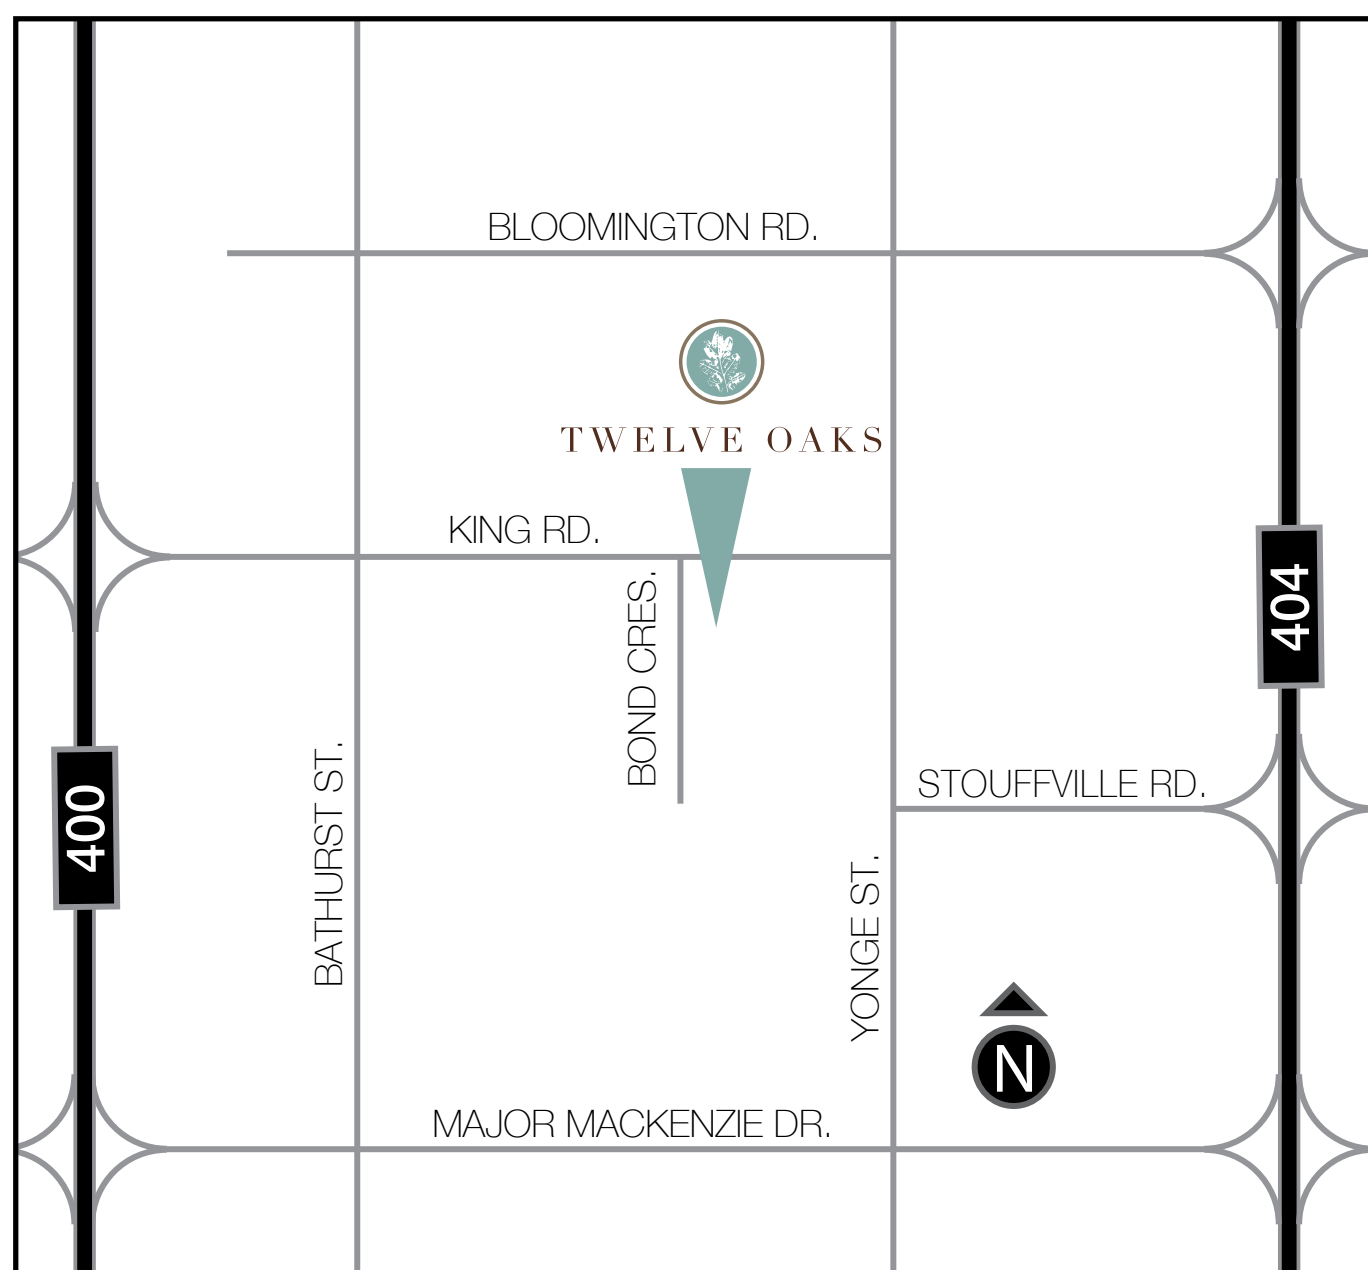 BLOOMINGTON RD.
TWELVE OAKS
KING RD.
BOND CRES.
404
BATHURST ST.
400
STOUFFVILLE RD.
YONGE ST.
N
MAJOR MACKENZIE DR.